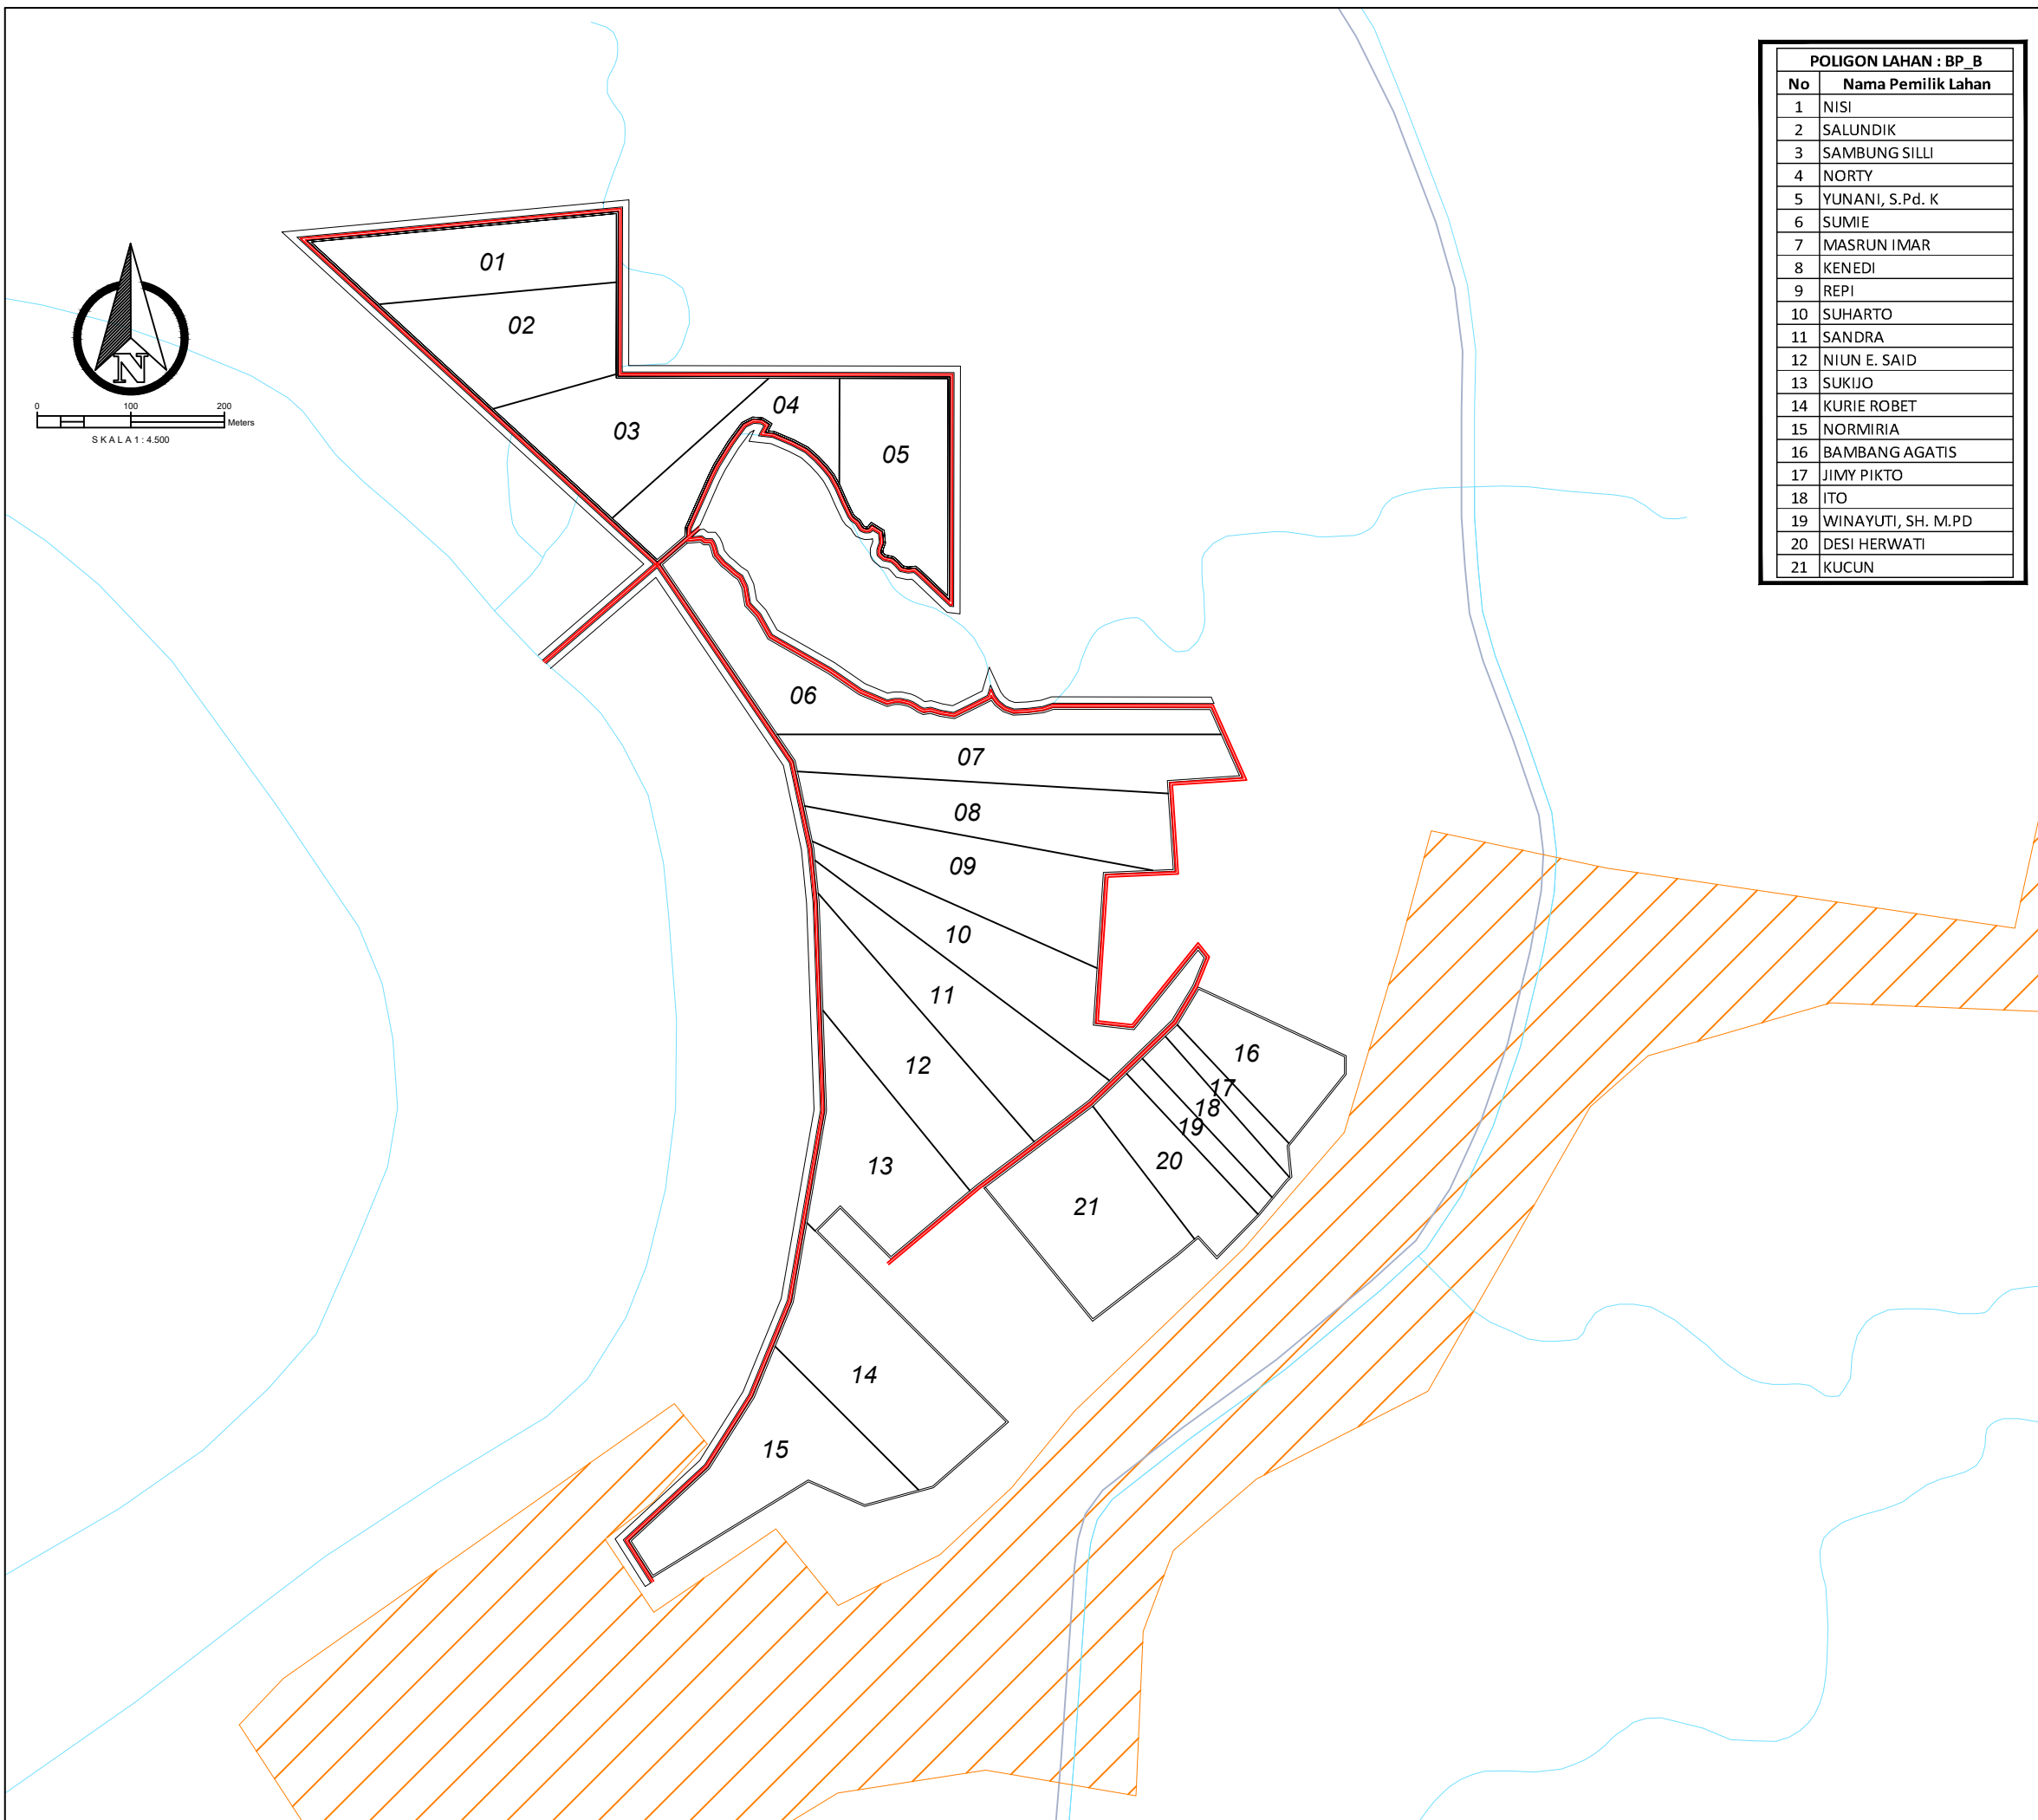 POLIGON LAHAN : BP_B
No Nama Pemilik Lahan
1 NISI
2 SALUNDIK
3 SAMBUNG SILLI
4 NORTY
5 YUNANI, S.Pd. K
6 SUMIE
7 MASRUN IMAR
8 KENEDI
9 REPI
10 SUHARTO
11 SANDRA
12 NIUN E. SAID
13 SUKIJO
14 KURIE ROBET
15 NORMIRIA
16 BAMBANG AGATIS
17 JIMY PIKTO
18 ITO
19 WINAYUTI, SH. M.PD
20 DESI HERWATI
21 KUCUN
N
0 100 200
Meters
S K A L A 1 : 4.500
01
02
03
04
05
06
07
08
09
10
11
12
13
14
15
16
17
18
19
20
21